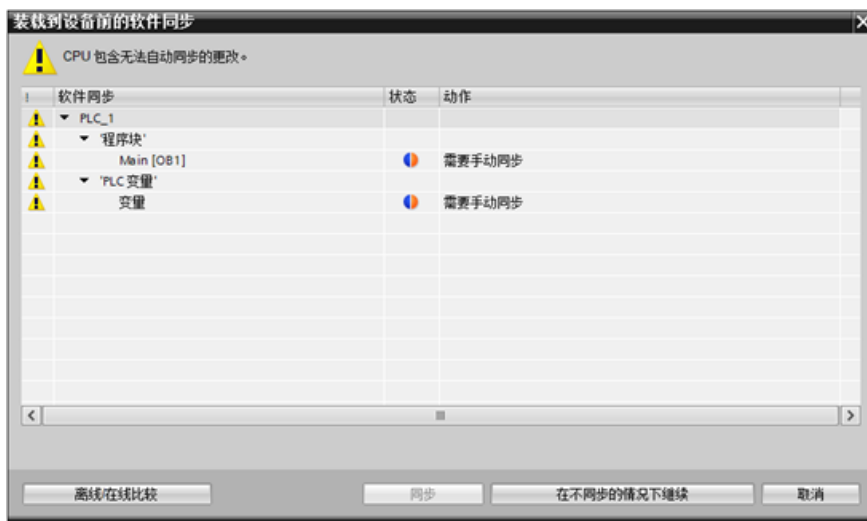 装载到设备前的软件同步
CPU 包含无法自动同步的更改。
! 软件同步 状态 动作
PLC_1
'程序块'
Main [OB1] 需要手动同步
'PLC 变量'
变量 需要手动同步
离线/在线比较 同步 在不同步的情况下继续 取消